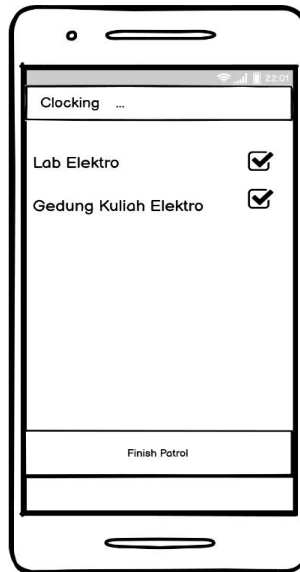 22:01
Clocking ...
Lab Elektro
Gedung Kuliah Elektro
Finish Patrol